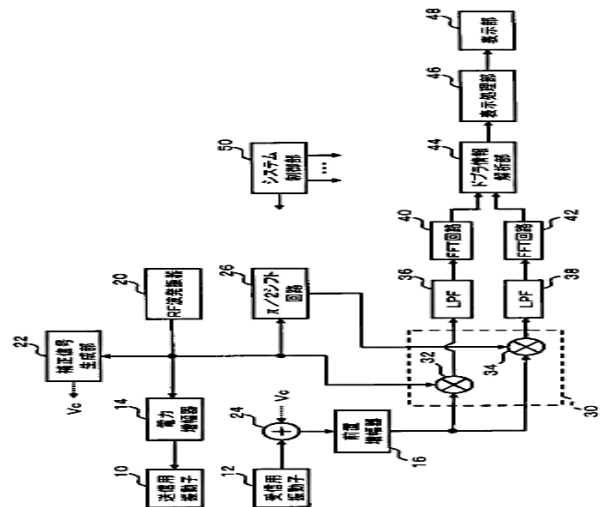 48
表示部
46
表示処理部
44
ドプラ情報
解析部
50
システム
制御部
40
FFT回路
42
FFT回路
36
LPF
38
LPF
20
RF波発振器
26
π／2シフト
回路
22
補正信号
生成部
Vc
14
電力
増幅器
10
送信用
振動子
24
Vc
12
受信用
振動子
前置
増幅器
16
32
34
30